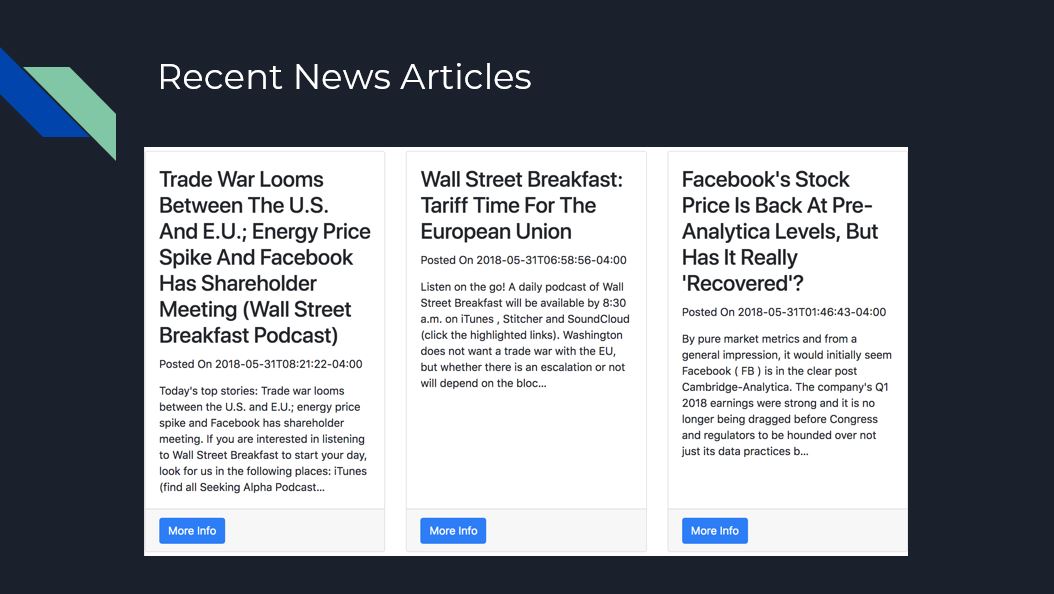 Recent News Articles
Trade War Looms
Between The U.S.
And E.U.; Energy Price
Spike And Facebook
Has Shareholder
Meeting (Wall Street
Breakfast Podcast)
Posted On 2018-05-31T08:21:22-04:00
Today's top stories: Trade war looms
between the U.S. and E.U.; energy price
spike and Facebook has shareholder
meeting. If you are interested in listening
to Wall Street Breakfast to start your day,
look for us in the following places: iTunes
(find all Seeking Alpha Podcast...
More Info
Wall Street Breakfast:
Tariff Time For The
European Union
Posted On 2018-05-31T06:58:56-04:00
Listen on the go! A daily podcast of Wall
Street Breakfast will be available by 8:30
a.m. on iTunes , Stitcher and SoundCloud
(click the highlighted links). Washington
does not want a trade war with the EU,
but whether there is an escalation or not
will depend on the bloc...
More Info
Facebook's Stock
Price Is Back At Pre-
Analytica Levels, But
Has It Really
'Recovered'?
Posted On 2018-05-31T01:46:43-04:00
By pure market metrics and from a
general impression, it would initially seem
Facebook ( FB ) is in the clear post
Cambridge-Analytica. The company's Q1
2018 earnings were strong and it is no
longer being dragged before Congress
and regulators to be hounded over not
just its data practices b...
More Info